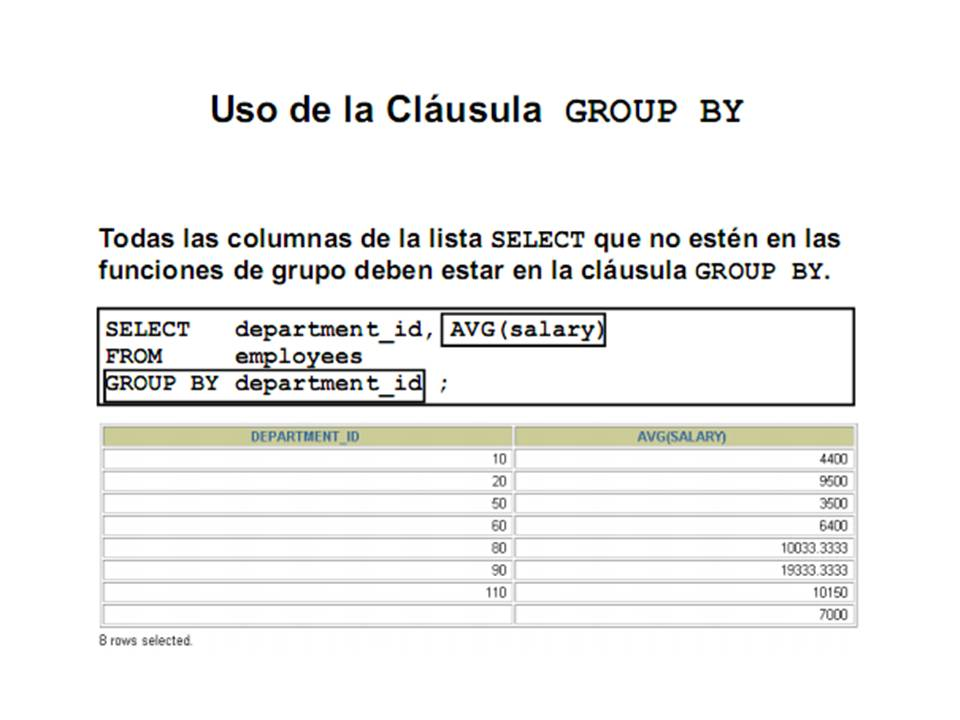 Uso de la Cláusula GROUP BY
Todas las columnas de la lista SELECT que no estén en las
funciones de grupo deben estar en la cláusula GROUP BY.
SELECT department_id, AVG(salary)
FROM employees
GROUP BY department_id ;
DEPARTMENT_ID AVG(SALARY)
10 4400
20 9500
50 3500
60 6400
80 10033.3333
90 19333.3333
110 10150
7000
8 rows selected.